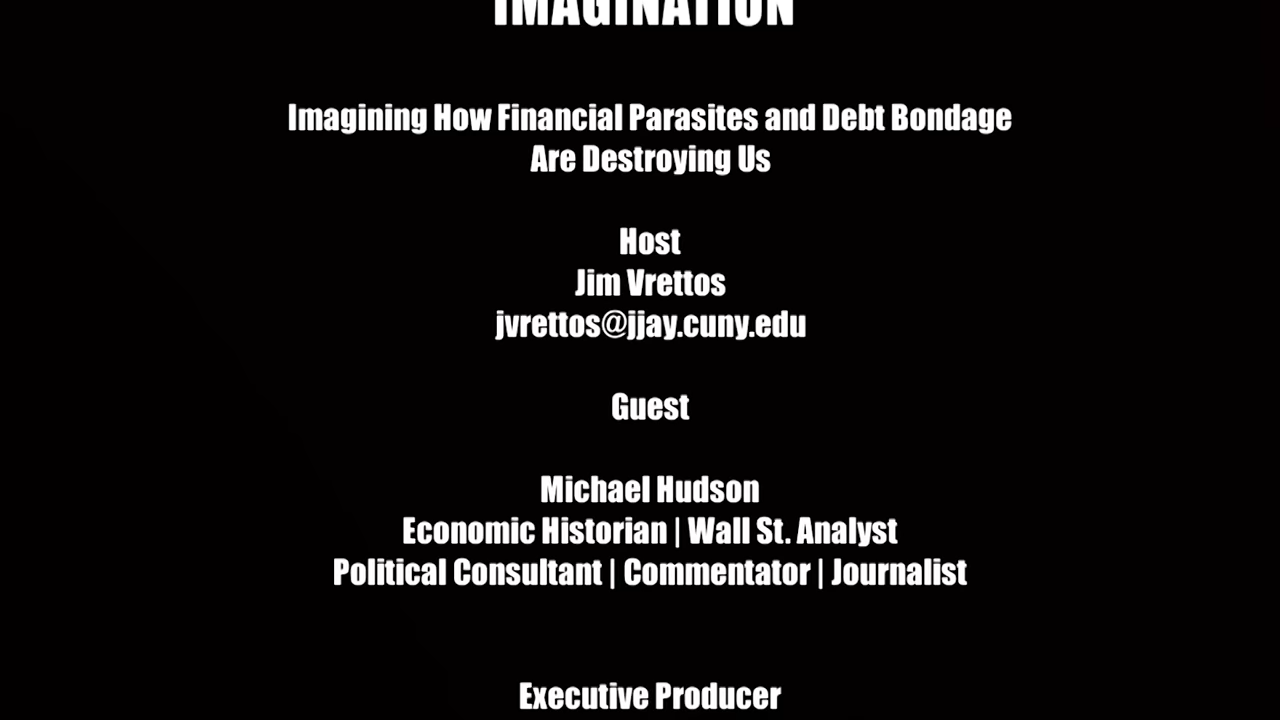 IMAGINATION
Imagining How Financial Parasites and Debt Bondage
Are Destroying Us
Host
Jim Vrettos
jvrettos@jjay.cuny.edu
Guest
Michael Hudson
Economic Historian | Wall St. Analyst
Political Consultant | Commentator | Journalist
Executive Producer